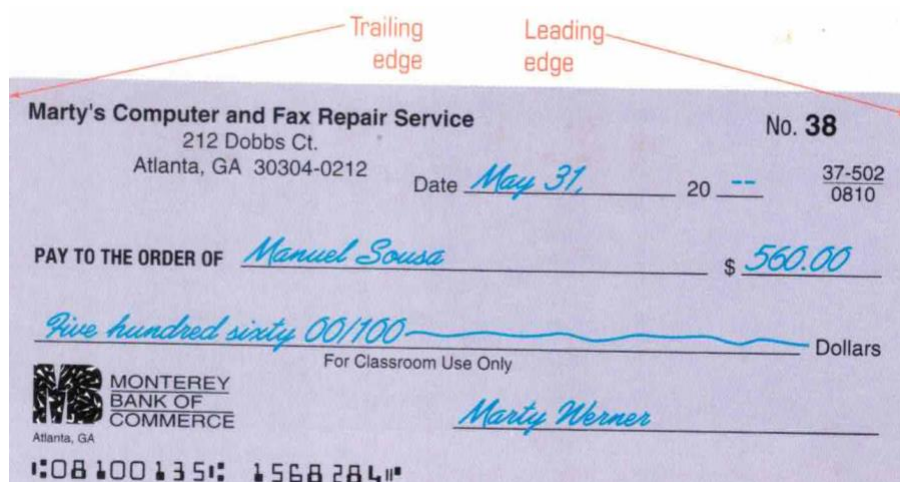 Trailing edge
Leading edge
Marty's Computer and Fax Repair Service
212 Dobbs Ct.
Atlanta, GA 30304-0212
No. 38
Date May 31, 20 --
37-502
0810
PAY TO THE ORDER OF Manuel Sousa $ 560.00
Five hundred sixty 00/100 Dollars
For Classroom Use Only
MB MONTEREY
BANK OF
COMMERCE
Atlanta, GA
Marty Werner
⑆08100135⑆ 1568284⑈